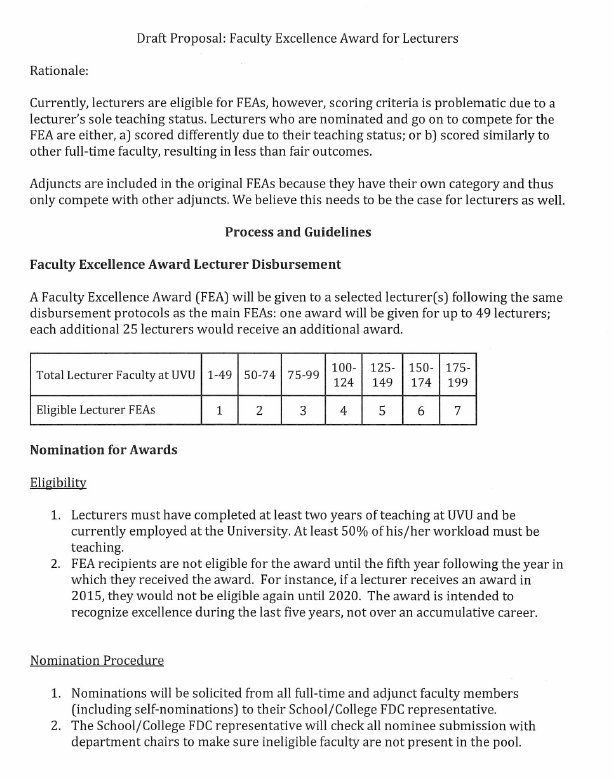 Draft Proposal: Faculty Excellence Award for Lecturers
Rationale:
Currently, lecturers are eligible for FEAs, however, scoring criteria is problematic due to a
lecturer's sole teaching status. Lecturers who are nominated and go on to compete for the
FEA are either, a) scored differently due to their teaching status; or b) scored similarly to
other full-time faculty, resulting in less than fair outcomes.
Adjuncts are included in the original FEAs because they have their own category and thus
only compete with other adjuncts. We believe this needs to be the case for lecturers as well.
Process and Guidelines
Faculty Excellence Award Lecturer Disbursement
A Faculty Excellence Award (FEA) will be given to a selected lecturer(s) following the same
disbursement protocols as the main FEAs: one award will be given for up to 49 lecturers;
each additional 25 lecturers would receive an additional award.
Total Lecturer Faculty at UVU 1-49 50-74 75-99 100-124 125-149 150-174 175-199
Eligible Lecturer FEAs 1 2 3 4 5 6 7
Nomination for Awards
Eligibility
1. Lecturers must have completed at least two years of teaching at UVU and be
currently employed at the University. At least 50% of his/her workload must be
teaching.
2. FEA recipients are not eligible for the award until the fifth year following the year in
which they received the award. For instance, if a lecturer receives an award in
2015, they would not be eligible again until 2020. The award is intended to
recognize excellence during the last five years, not over an accumulative career.
Nomination Procedure
1. Nominations will be solicited from all full-time and adjunct faculty members
(including self-nominations) to their School/College FDC representative.
2. The School/College FDC representative will check all nominee submission with
department chairs to make sure ineligible faculty are not present in the pool.